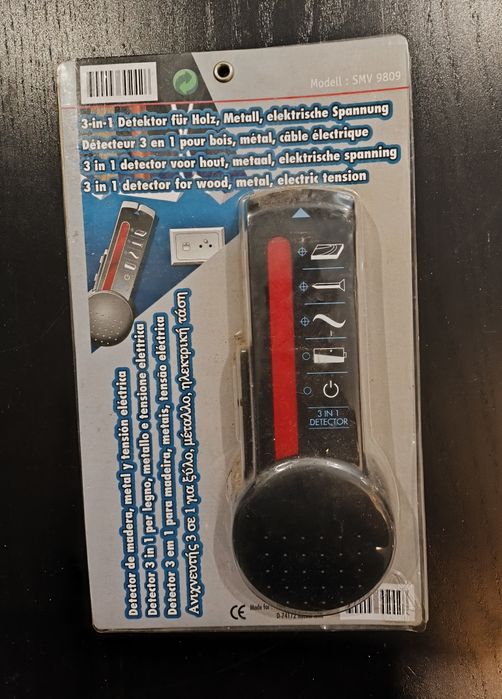 Modell : SMV 9809
3-in-1 Detektor für Holz, Metall, elektrische Spannung
Détecteur 3 en 1 pour bois, métal, câble électrique
3 in 1 detector voor hout, metaal, elektrische spanning
3 in 1 detector for wood, metal, electric tension
Detector de madera, metal y tensión eléctrica
Detector 3 in 1 per legno, metallo e tensione elettrica
Detector 3 em 1 para madeira, metais, tensão eléctrica
Ανιχνευτής 3 σε 1 για ξύλο, μέταλλο, ηλεκτρική τάση
3 IN 1
DETECTOR
CE Made for
D-74172